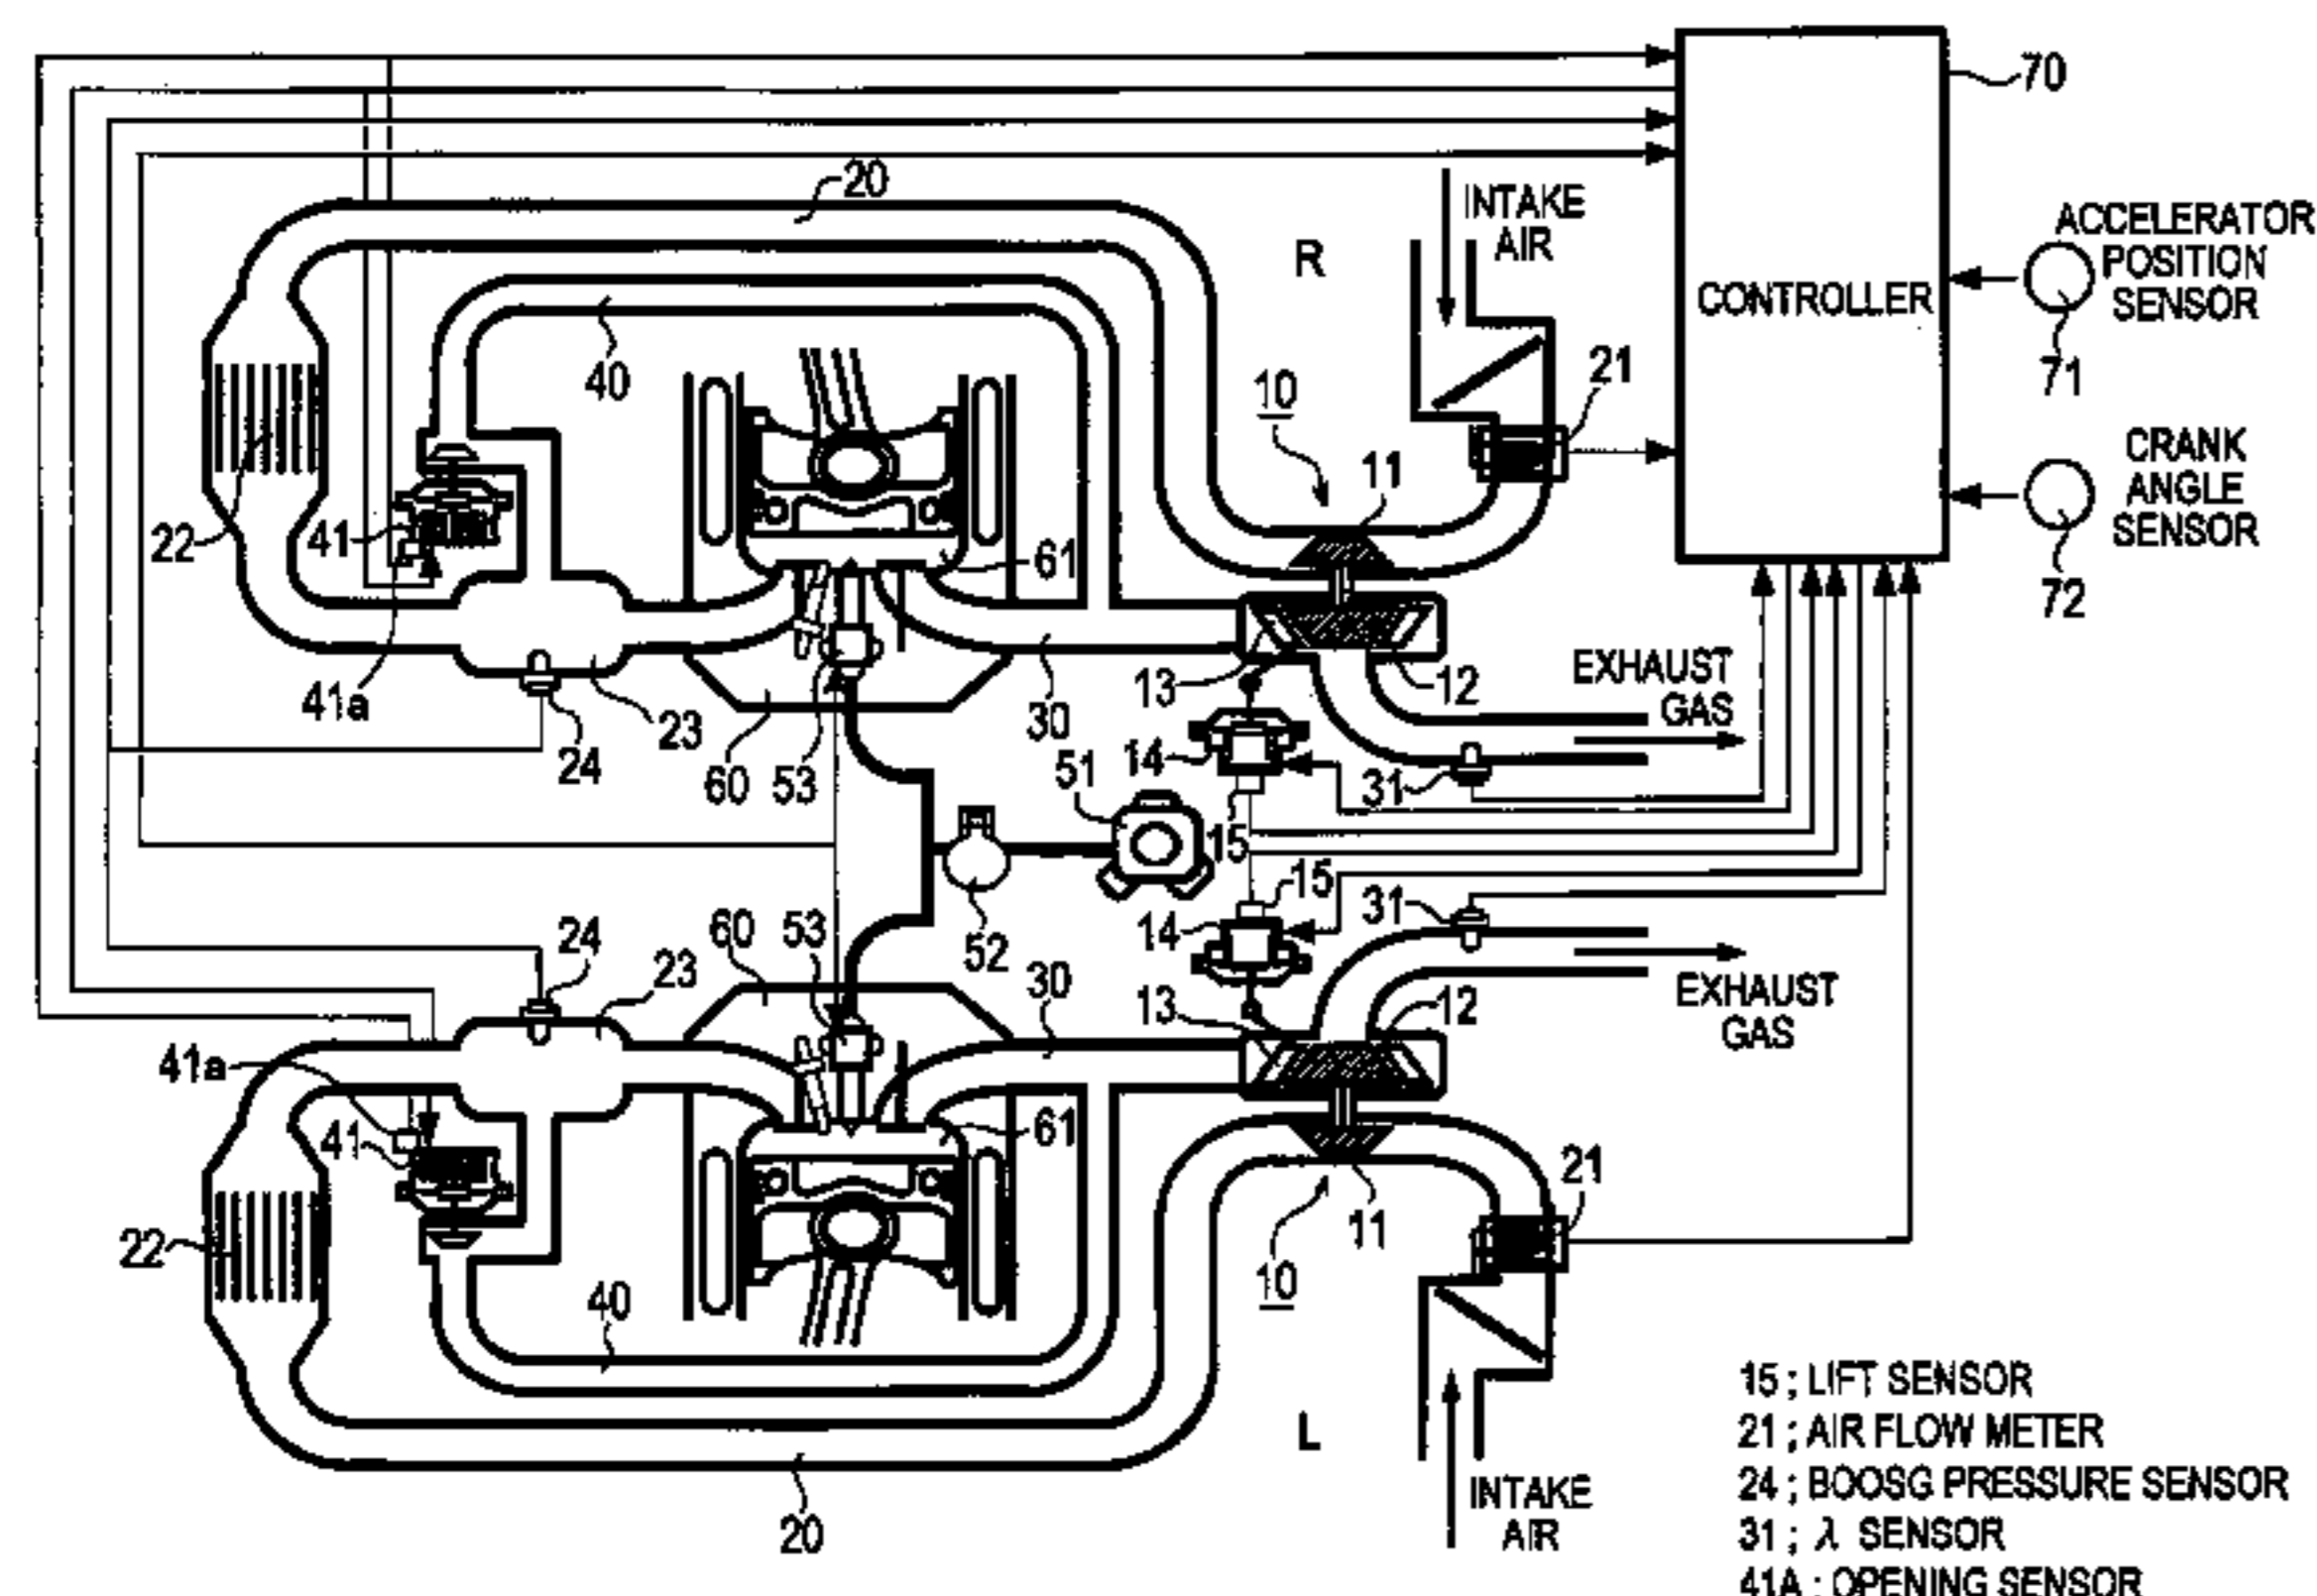 70
20
INTAKE
AIR
R
ACCELERATOR
POSITION
SENSOR
CONTROLLER
40
10
21
71
11
CRANK
ANGLE
SENSOR
22
41
61
72
41a
13
12
EXHAUST
GAS
23
30
24
60
53
14
51
31
15
15
24
60
53
52
14
31
23
30
13
12
EXHAUST
GAS
41a
41
61
21
22
11
10
40
15 ; LIFT SENSOR
L
21 ; AIR FLOW METER
INTAKE
AIR
24 ; BOOSG PRESSURE SENSOR
20
31 ; λ SENSOR
41A ; OPENING SENSOR